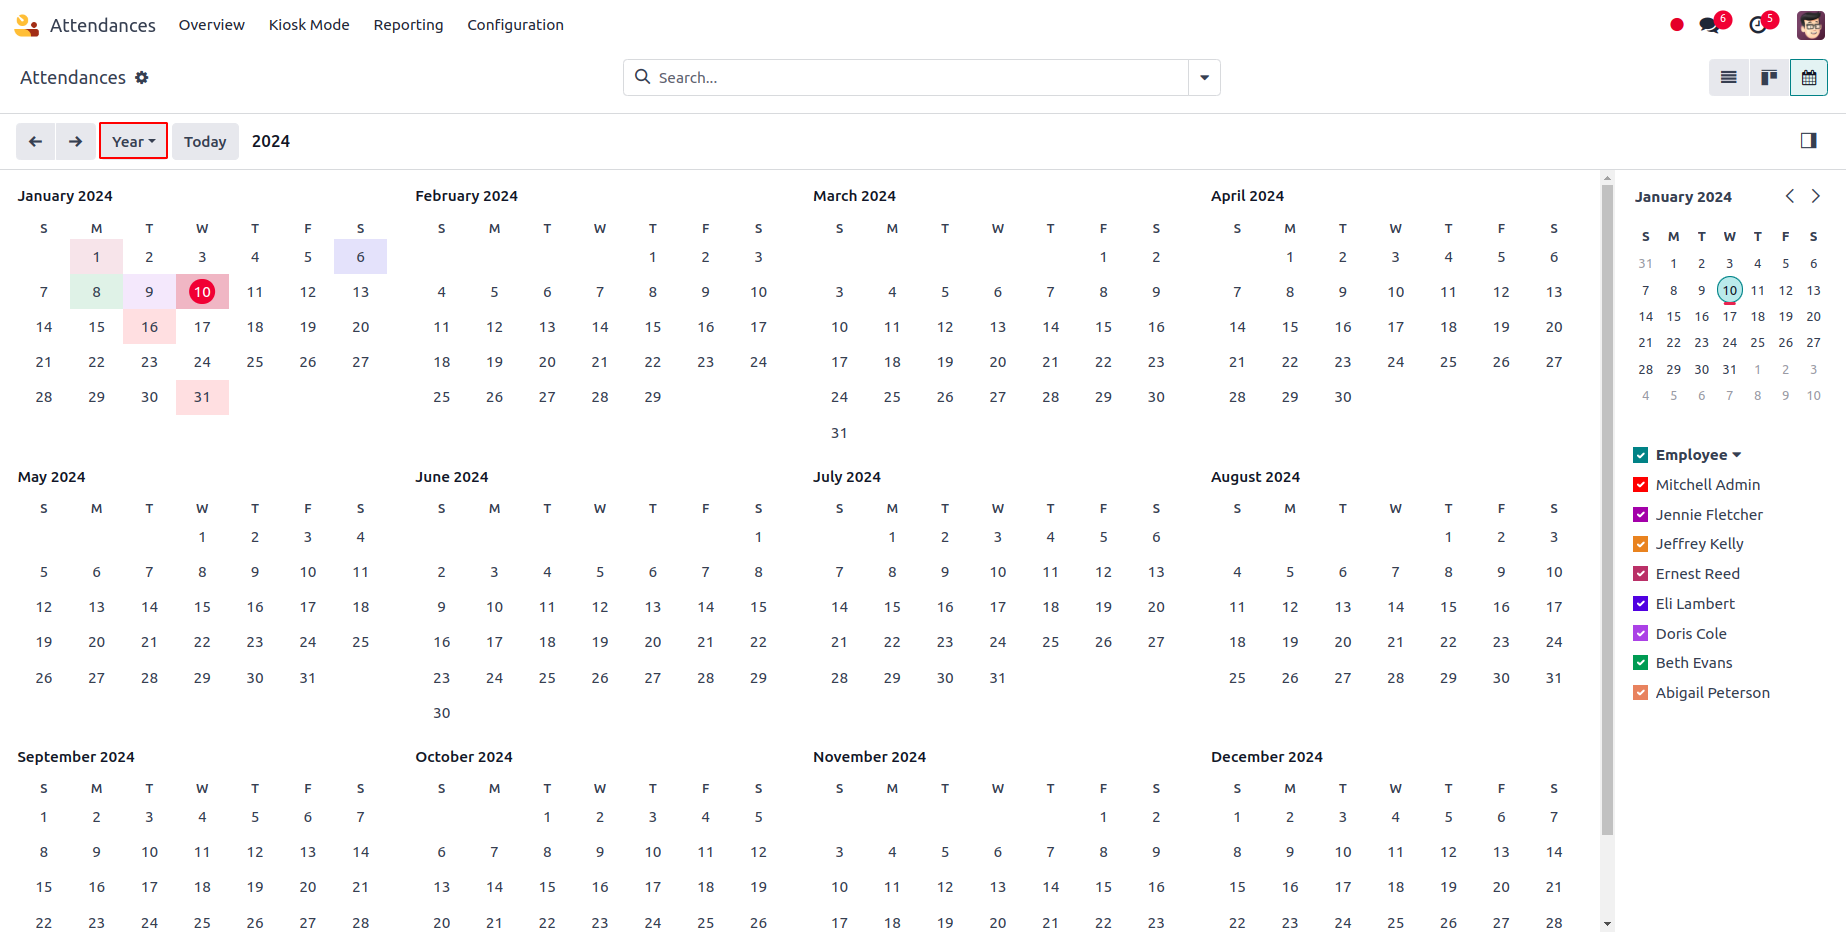 Attendances Overview Kiosk Mode Reporting Configuration 6 5
Attendances Search...
Year Today 2024
January 2024
S M T W T F S
1 2 3 4 5 6
7 8 9 10 11 12 13
14 15 16 17 18 19 20
21 22 23 24 25 26 27
28 29 30 31
February 2024
S M T W T F S
1 2 3
4 5 6 7 8 9 10
11 12 13 14 15 16 17
18 19 20 21 22 23 24
25 26 27 28 29
March 2024
S M T W T F S
1 2
3 4 5 6 7 8 9
10 11 12 13 14 15 16
17 18 19 20 21 22 23
24 25 26 27 28 29 30
31
April 2024
S M T W T F S
1 2 3 4 5 6
7 8 9 10 11 12 13
14 15 16 17 18 19 20
21 22 23 24 25 26 27
28 29 30
May 2024
S M T W T F S
1 2 3 4
5 6 7 8 9 10 11
12 13 14 15 16 17 18
19 20 21 22 23 24 25
26 27 28 29 30 31
June 2024
S M T W T F S
1
2 3 4 5 6 7 8
9 10 11 12 13 14 15
16 17 18 19 20 21 22
23 24 25 26 27 28 29
30
July 2024
S M T W T F S
1 2 3 4 5 6
7 8 9 10 11 12 13
14 15 16 17 18 19 20
21 22 23 24 25 26 27
28 29 30 31
August 2024
S M T W T F S
1 2 3
4 5 6 7 8 9 10
11 12 13 14 15 16 17
18 19 20 21 22 23 24
25 26 27 28 29 30 31
September 2024
S M T W T F S
1 2 3 4 5 6 7
8 9 10 11 12 13 14
15 16 17 18 19 20 21
22 23 24 25 26 27 28
October 2024
S M T W T F S
1 2 3 4 5
6 7 8 9 10 11 12
13 14 15 16 17 18 19
20 21 22 23 24 25 26
November 2024
S M T W T F S
1 2
3 4 5 6 7 8 9
10 11 12 13 14 15 16
17 18 19 20 21 22 23
December 2024
S M T W T F S
1 2 3 4 5 6 7
8 9 10 11 12 13 14
15 16 17 18 19 20 21
22 23 24 25 26 27 28
January 2024
S M T W T F S
31 1 2 3 4 5 6
7 8 9 10 11 12 13
14 15 16 17 18 19 20
21 22 23 24 25 26 27
28 29 30 31 1 2 3
4 5 6 7 8 9 10
Employee
Mitchell Admin
Jennie Fletcher
Jeffrey Kelly
Ernest Reed
Eli Lambert
Doris Cole
Beth Evans
Abigail Peterson